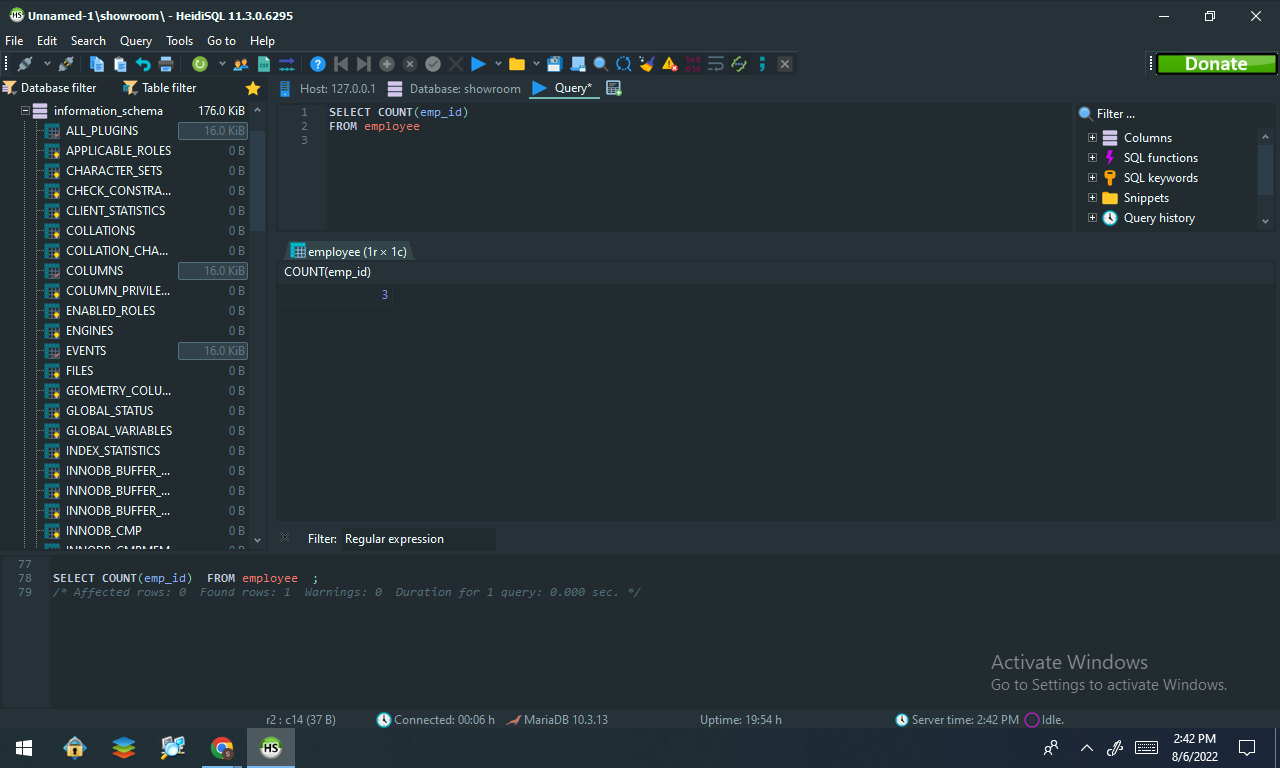 Unnamed-1\showroom\ - HeidiSQL 11.3.0.6295
File Edit Search Query Tools Go to Help
Donate
Database filter Table filter
Host: 127.0.0.1 Database: showroom Query*
information_schema 176.0 KiB
ALL_PLUGINS 16.0 KiB
APPLICABLE_ROLES 0 B
CHARACTER_SETS 0 B
CHECK_CONSTRA... 0 B
CLIENT_STATISTICS 0 B
COLLATIONS 0 B
COLLATION_CHA... 0 B
COLUMNS 16.0 KiB
COLUMN_PRIVILE... 0 B
ENABLED_ROLES 0 B
ENGINES 0 B
EVENTS 16.0 KiB
FILES 0 B
GEOMETRY_COLU... 0 B
GLOBAL_STATUS 0 B
GLOBAL_VARIABLES 0 B
INDEX_STATISTICS 0 B
INNODB_BUFFER_... 0 B
INNODB_BUFFER_... 0 B
INNODB_BUFFER_... 0 B
INNODB_CMP 0 B
1 SELECT COUNT(emp_id)
2 FROM employee
3
Filter ...
Columns
SQL functions
SQL keywords
Snippets
Query history
employee (1r × 1c)
COUNT(emp_id)
3
Filter: Regular expression
77
78 SELECT COUNT(emp_id)  FROM employee  ;
79 /* Affected rows: 0  Found rows: 1  Warnings: 0  Duration for 1 query: 0.000 sec. */
Activate Windows
Go to Settings to activate Windows.
r2 : c14 (37 B) Connected: 00:06 h MariaDB 10.3.13 Uptime: 19:54 h Server time: 2:42 PM Idle.
HS
2:42 PM
8/6/2022